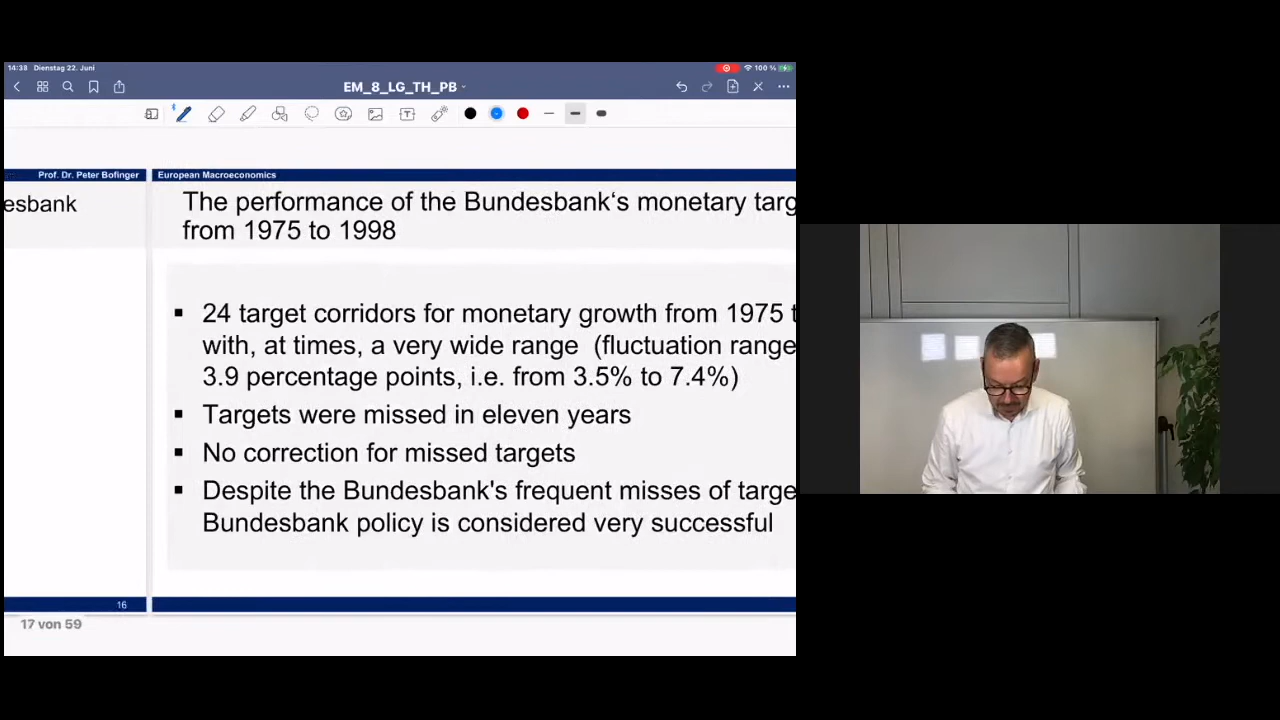 14:38 Dienstag 22. Juni
100 %
EM_8_LG_TH_PB
Prof. Dr. Peter Bofinger
European Macroeconomics
esbank
The performance of the Bundesbank‘s monetary targ
from 1975 to 1998
▪ 24 target corridors for monetary growth from 1975 t
with, at times, a very wide range (fluctuation range
3.9 percentage points, i.e. from 3.5% to 7.4%)
▪ Targets were missed in eleven years
▪ No correction for missed targets
▪ Despite the Bundesbank's frequent misses of targe
Bundesbank policy is considered very successful
16
17 von 59